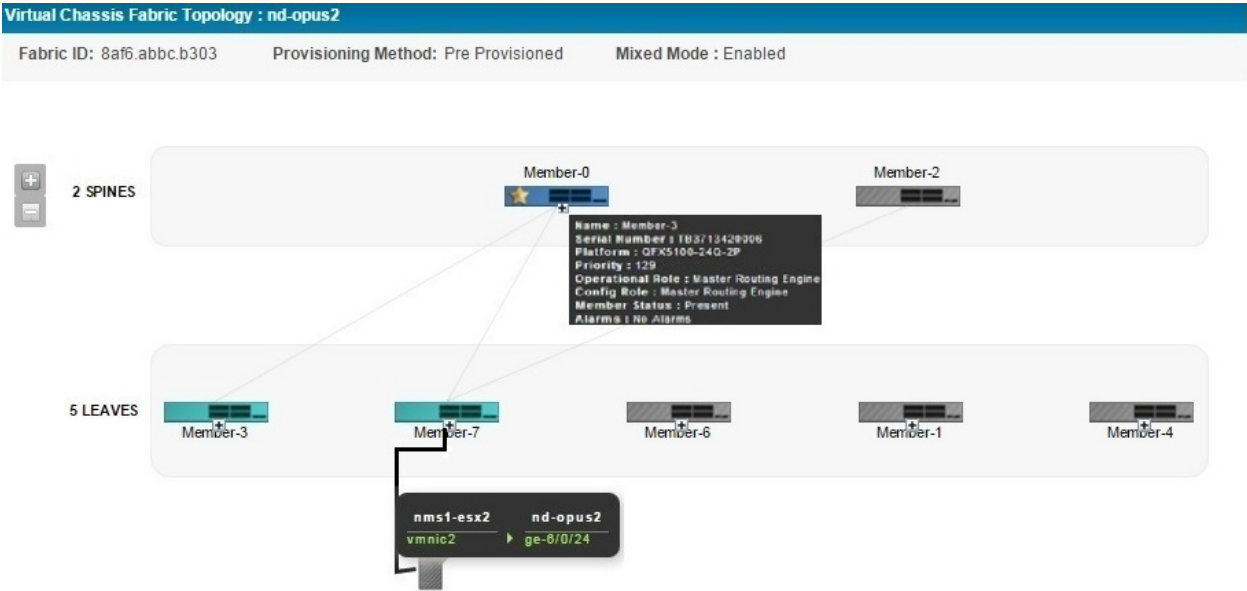 Virtual Chassis Fabric Topology : nd-opus2
Fabric ID: 8af6.abbc.b303 Provisioning Method: Pre Provisioned Mixed Mode : Enabled
2 SPINES
Member-0
Member-2
Name : Member-3
Serial Number : TB3713420006
Platform : QFX5100-24Q-2P
Priority : 129
Operational Role : Master Routing Engine
Config Role : Master Routing Engine
Member Status : Present
Alarms : No Alarms
5 LEAVES
Member-3
Member-7
Member-6
Member-1
Member-4
nms1-esx2 nd-opus2
vmnic2 ge-6/0/24